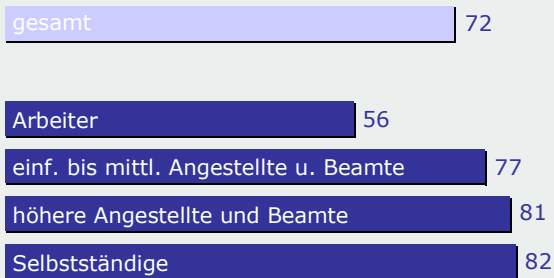 gesamt 72
Arbeiter 56
einf. bis mittl. Angestellte u. Beamte 77
höhere Angestellte und Beamte 81
Selbstständige 82